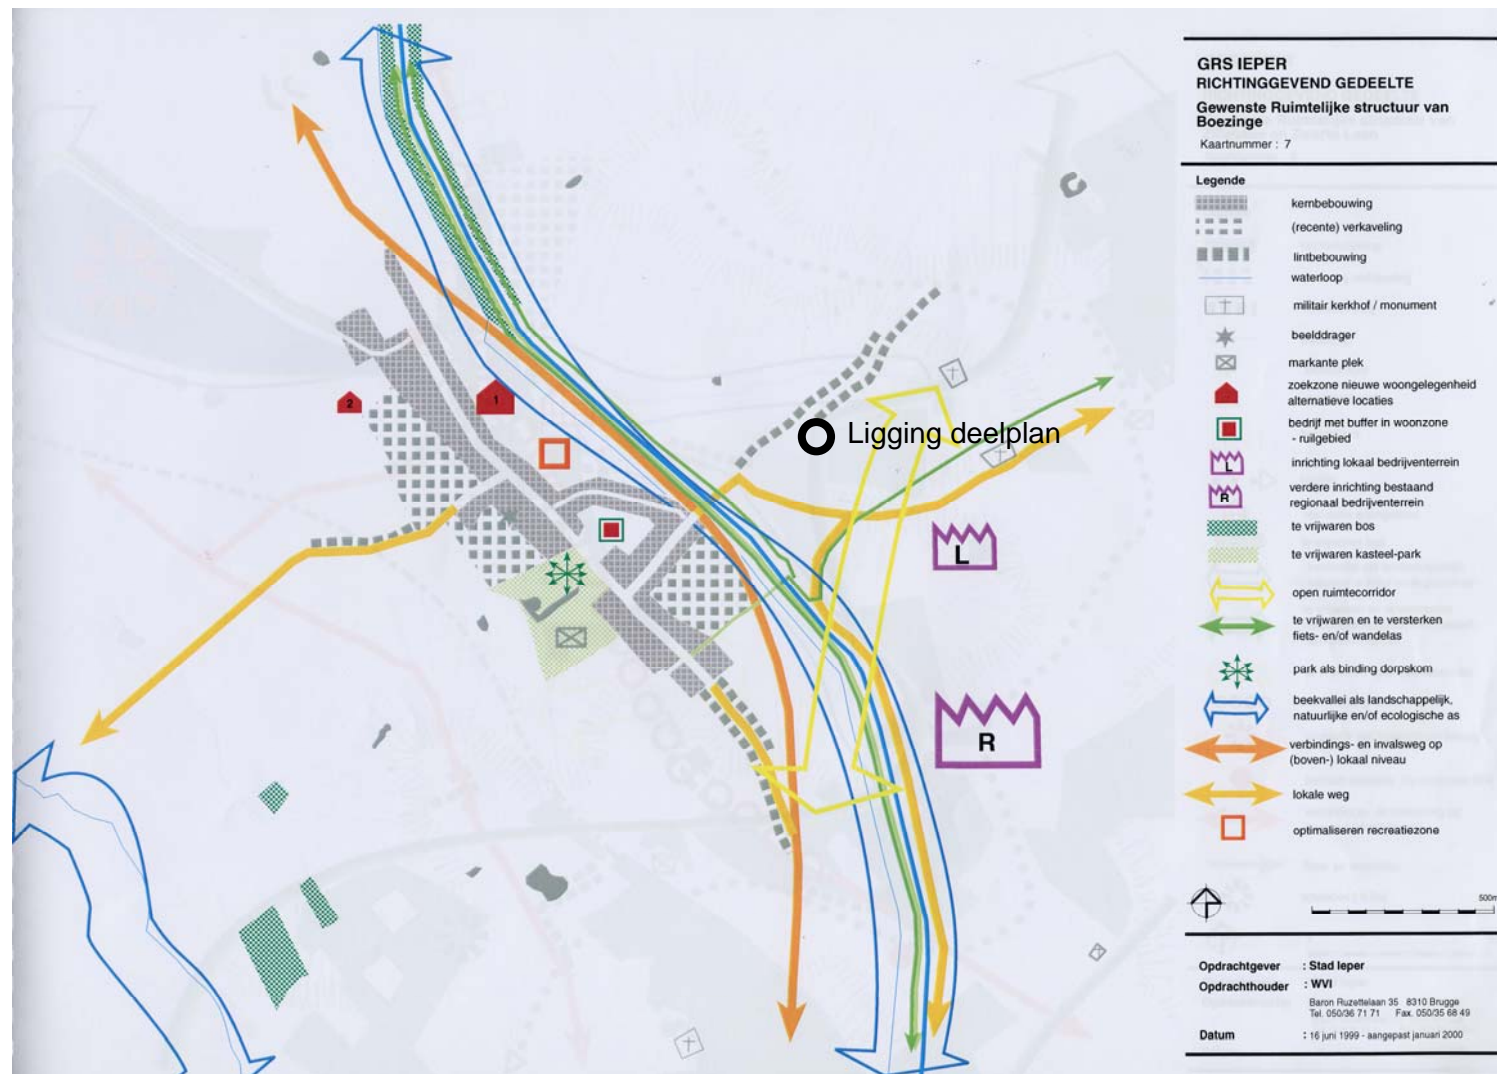 GRS IEPER
RICHTINGGEVEND GEDEELTE
Gewenste Ruimtelijke structuur van
Boezinge
Kaartnummer : 7
Legende
kernbebouwing
(recente) verkaveling
lintbebouwing
waterloop
militair kerkhof / monument
beelddrager
markante plek
zoekzone nieuwe woongelegenheid
alternatieve locaties
bedrijf met buffer in woonzone
- ruilgebied
L
inrichting lokaal bedrijventerrein
R
verdere inrichting bestaand
regionaal bedrijventerrein
te vrijwaren bos
te vrijwaren kasteel-park
open ruimtecorridor
te vrijwaren en te versterken
fiets- en/of wandelas
park als binding dorpskom
beekvallei als landschappelijk,
natuurlijke en/of ecologische as
verbindings- en invalsweg op
(boven-) lokaal niveau
lokale weg
optimaliseren recreatiezone
500m
Opdrachtgever : Stad Ieper
Opdrachthouder : WVI
Baron Ruzettelaan 35 8310 Brugge
Tel. 050/36 71 71 Fax. 050/35 68 49
Datum : 16 juni 1999 - aangepast januari 2000
2
1
Ligging deelplan
L
R